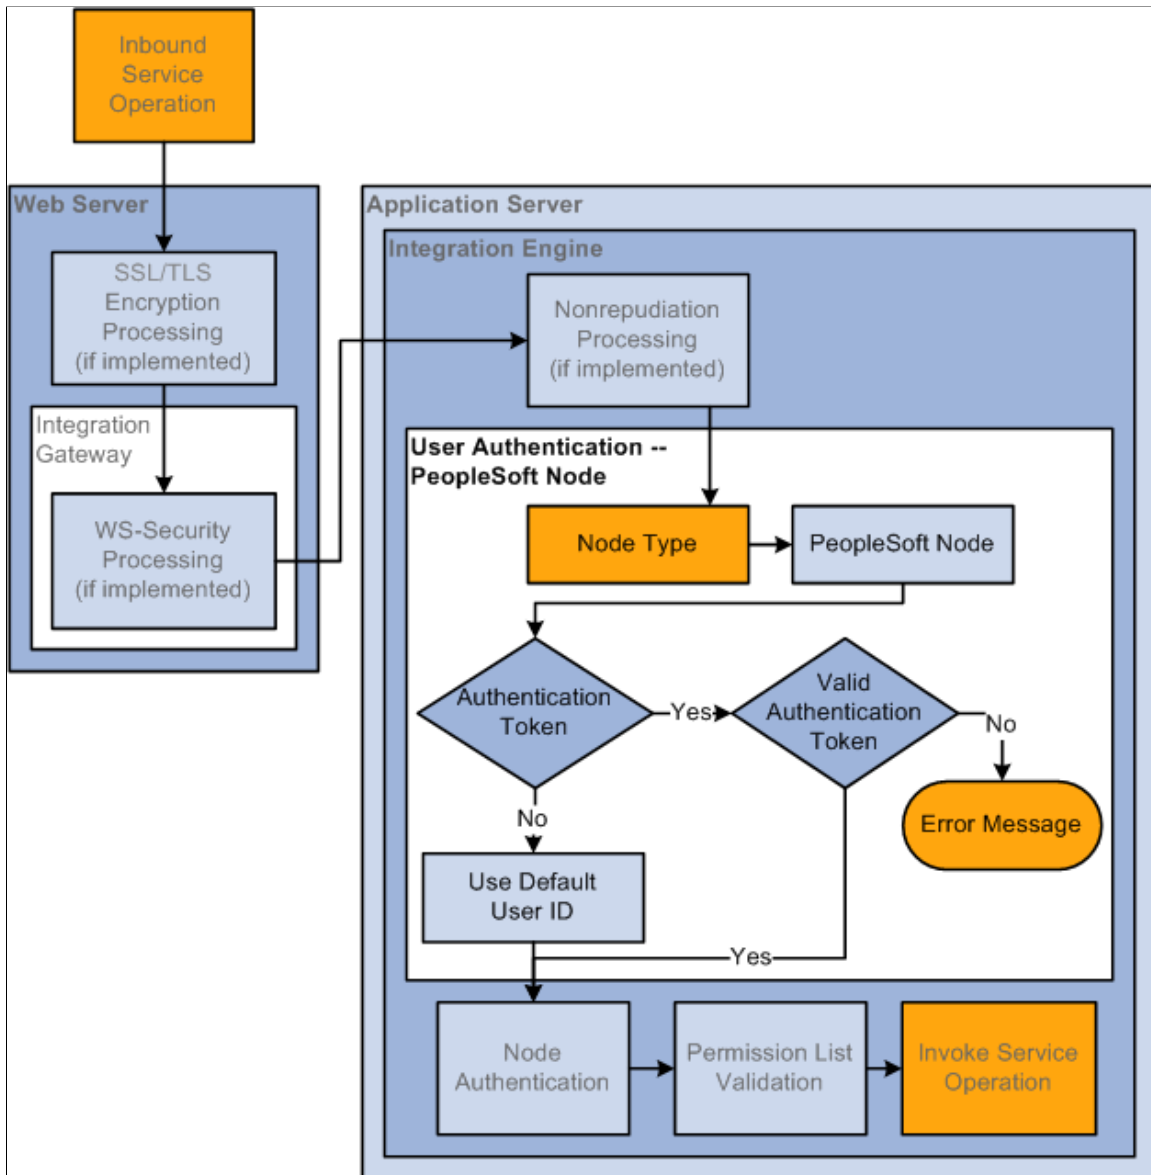 Inbound
Service
Operation
Web Server
SSL/TLS
Encryption
Processing
(if implemented)
Integration
Gateway
WS-Security
Processing
(if implemented)
Application Server
Integration Engine
Nonrepudiation
Processing
(if implemented)
User Authentication --
PeopleSoft Node
Node Type
PeopleSoft Node
Authentication
Token
Yes
Valid
Authentication
Token
No
Error Message
No
Use Default
User ID
Yes
Node
Authentication
Permission List
Validation
Invoke Service
Operation